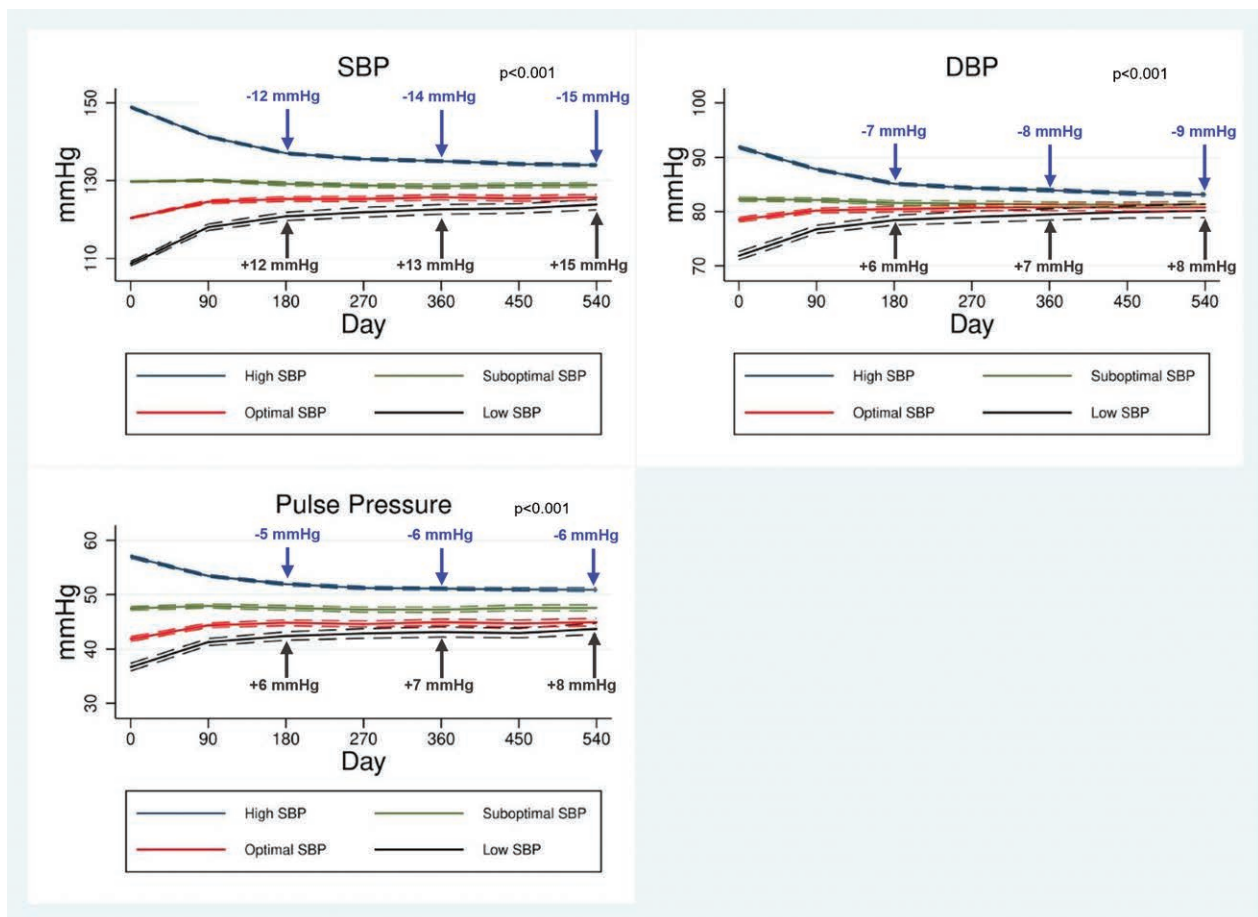 SBP
p<0.001
-12 mmHg -14 mmHg -15 mmHg
150
130
110
mmHg
+12 mmHg +13 mmHg +15 mmHg
0 90 180 270 360 450 540
Day
High SBP Suboptimal SBP
Optimal SBP Low SBP
DBP
p<0.001
-7 mmHg -8 mmHg -9 mmHg
100
90
80
70
mmHg
+6 mmHg +7 mmHg +8 mmHg
0 90 180 270 360 450 540
Day
High SBP Suboptimal SBP
Optimal SBP Low SBP
Pulse Pressure
p<0.001
-5 mmHg -6 mmHg -6 mmHg
60
50
40
30
mmHg
+6 mmHg +7 mmHg +8 mmHg
0 90 180 270 360 450 540
Day
High SBP Suboptimal SBP
Optimal SBP Low SBP